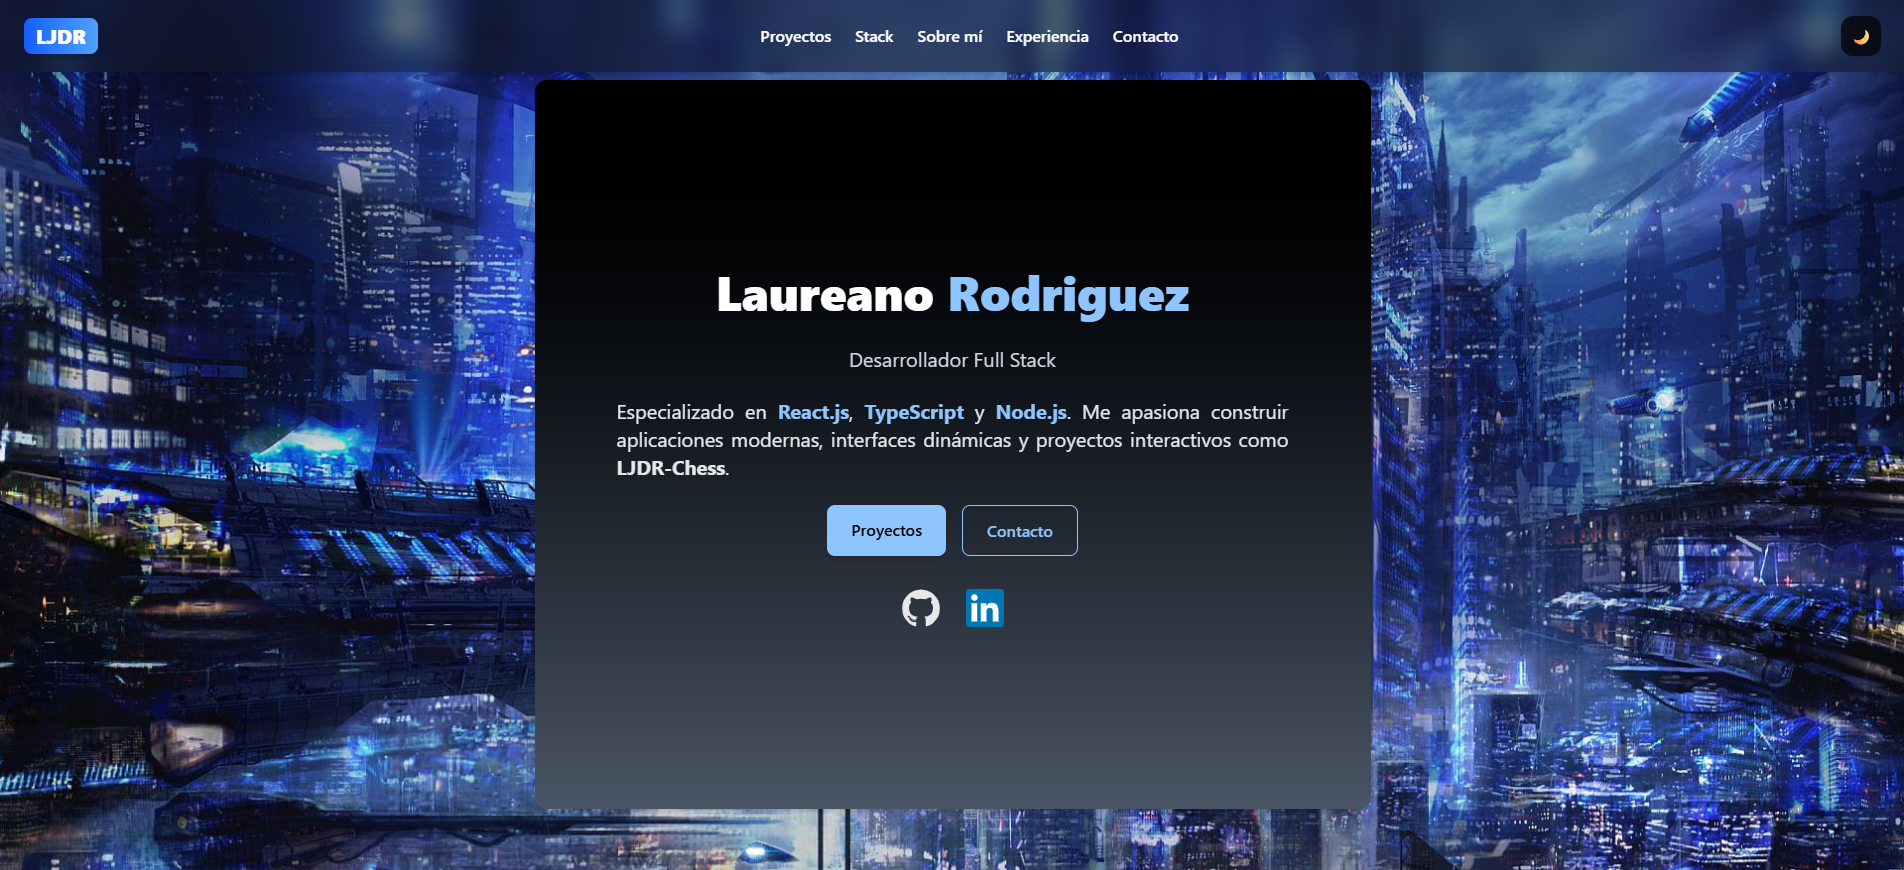 LJDR
Proyectos Stack Sobre mí Experiencia Contacto
Laureano Rodriguez
Desarrollador Full Stack
Especializado en React.js, TypeScript y Node.js. Me apasiona construir
aplicaciones modernas, interfaces dinámicas y proyectos interactivos como
LJDR-Chess.
Proyectos Contacto
in